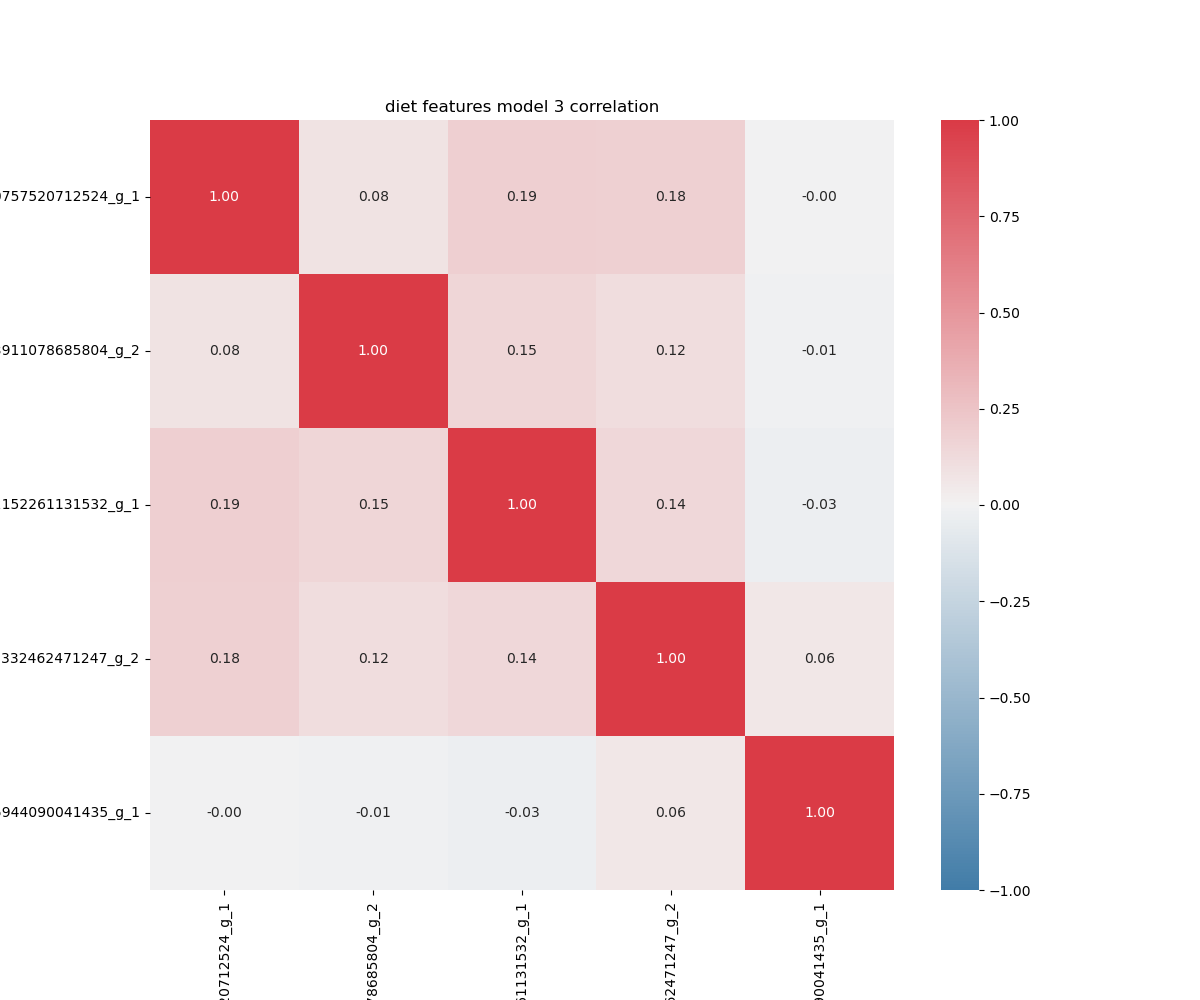 diet features model 3 correlation
757520712524_g_1 1.00 0.08 0.19 0.18 -0.00
911078685804_g_2 0.08 1.00 0.15 0.12 -0.01
152261131532_g_1 0.19 0.15 1.00 0.14 -0.03
332462471247_g_2 0.18 0.12 0.14 1.00 0.06
944090041435_g_1 -0.00 -0.01 -0.03 0.06 1.00
20712524_g_1
78685804_g_2
61131532_g_1
62471247_g_2
90041435_g_1
1.00
0.75
0.50
0.25
0.00
−0.25
−0.50
−0.75
−1.00